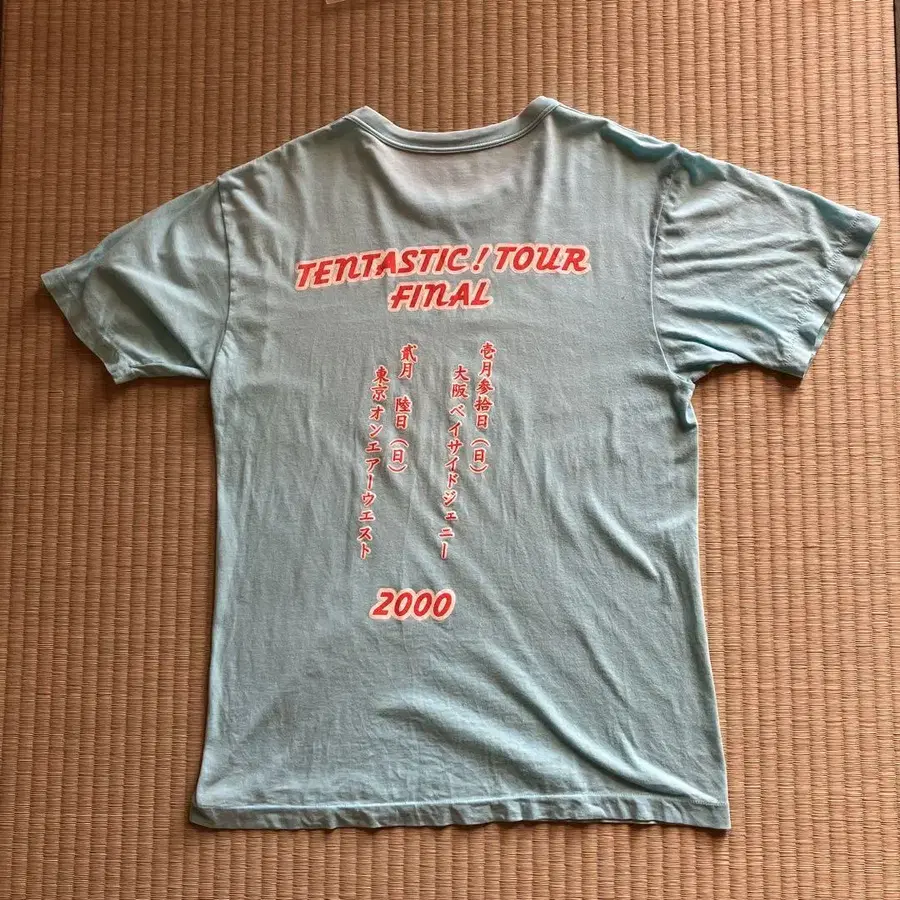 TENTASTIC! TOUR
FINAL
壱月参拾日(日)
大阪 ベイサイドジェニー
貳月 陸日(日)
東京 オンエアーウエスト
2000